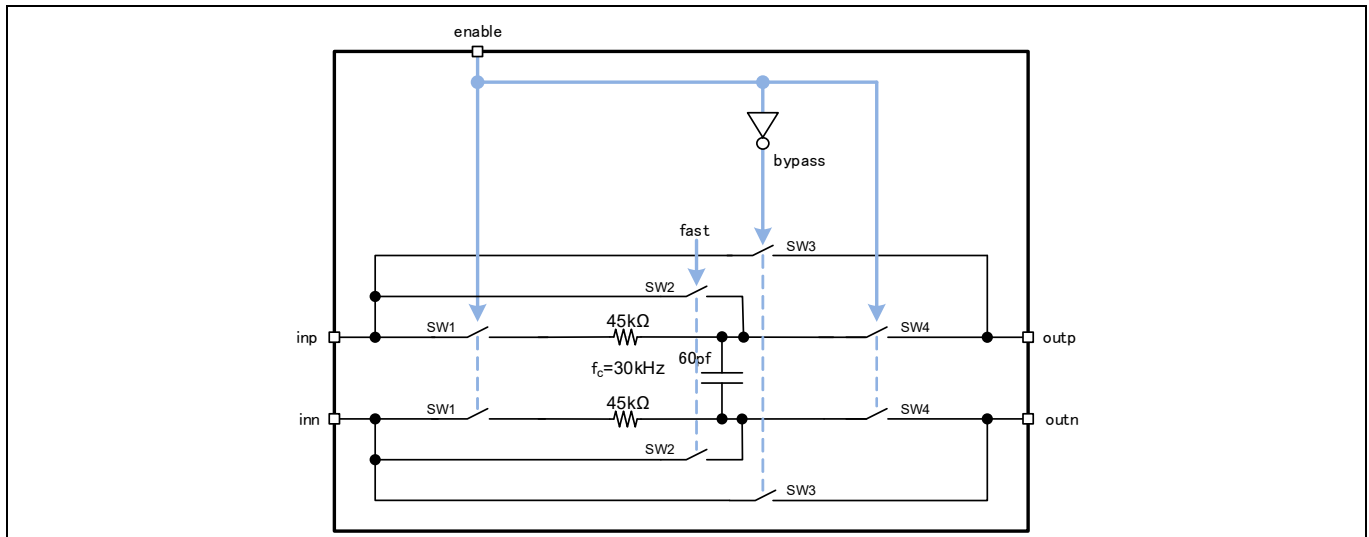 enable
bypass
fast
SW3
SW2
SW1
45kΩ
SW4
inp
outp
60pf
fc=30kHz
SW1
45kΩ
SW4
inn
outn
SW2
SW3